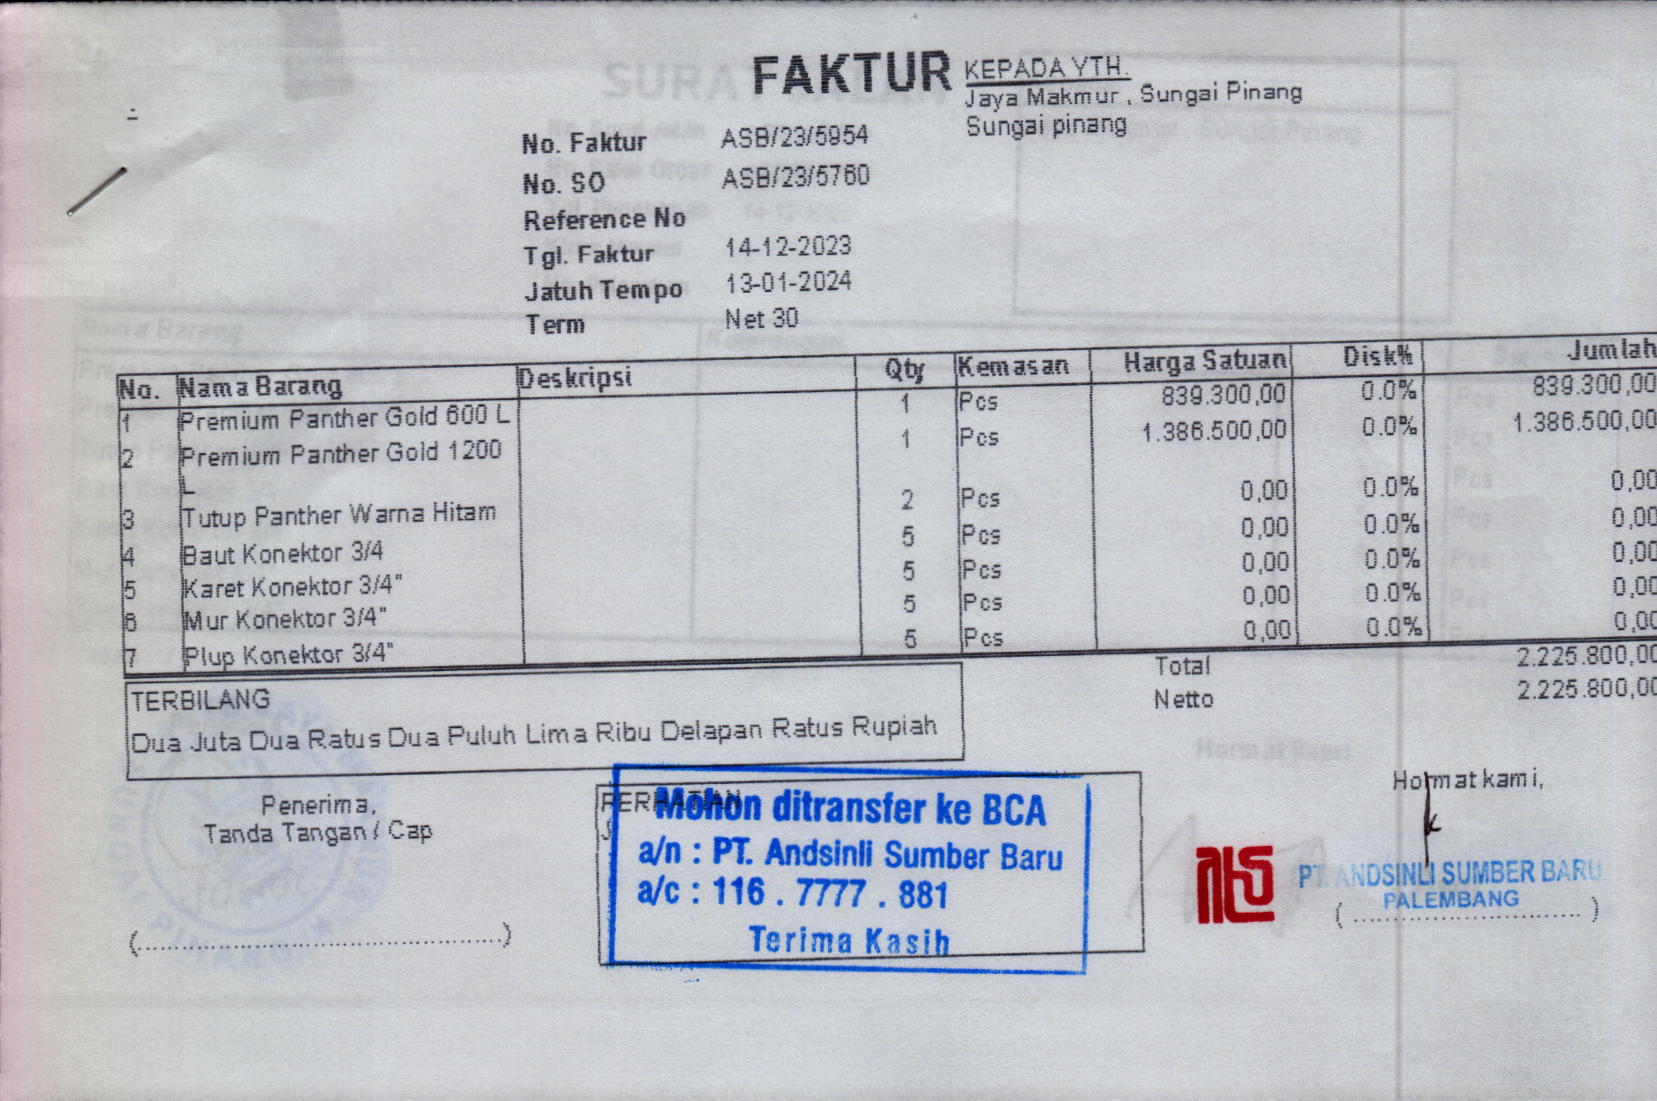 FAKTUR
KEPADA YTH.
Jaya Makmur , Sungai Pinang
Sungai pinang
No. Faktur ASB/23/5954
No. SO ASB/23/5760
Reference No
Tgl. Faktur 14-12-2023
Jatuh Tempo 13-01-2024
Term Net 30
No. Nama Barang Deskripsi Qty Kemasan Harga Satuan Disk% Jumlah
1 Premium Panther Gold 600 L 1 Pcs 839.300,00 0.0% 839.300,00
2 Premium Panther Gold 1200 1 Pcs 1.386.500,00 0.0% 1.386.500,00
L
3 Tutup Panther Warna Hitam 2 Pcs 0,00 0.0% 0,00
4 Baut Konektor 3/4 5 Pcs 0,00 0.0% 0,00
5 Karet Konektor 3/4" 5 Pcs 0,00 0.0% 0,00
6 Mur Konektor 3/4" 5 Pcs 0,00 0.0% 0,00
7 Plup Konektor 3/4" 5 Pcs 0,00 0.0% 0,00
Total 2.225.800,00
Netto 2.225.800,00
TERBILANG
Dua Juta Dua Ratus Dua Puluh Lima Ribu Delapan Ratus Rupiah
Penerima,
Tanda Tangan / Cap
(..................................................)
PERHATIAN
Mohon ditransfer ke BCA
a/n : PT. Andsinli Sumber Baru
a/c : 116 . 7777 . 881
Terima Kasih
Hormat kami,
PT. ANDSINLI SUMBER BARU
PALEMBANG
( .............................. )